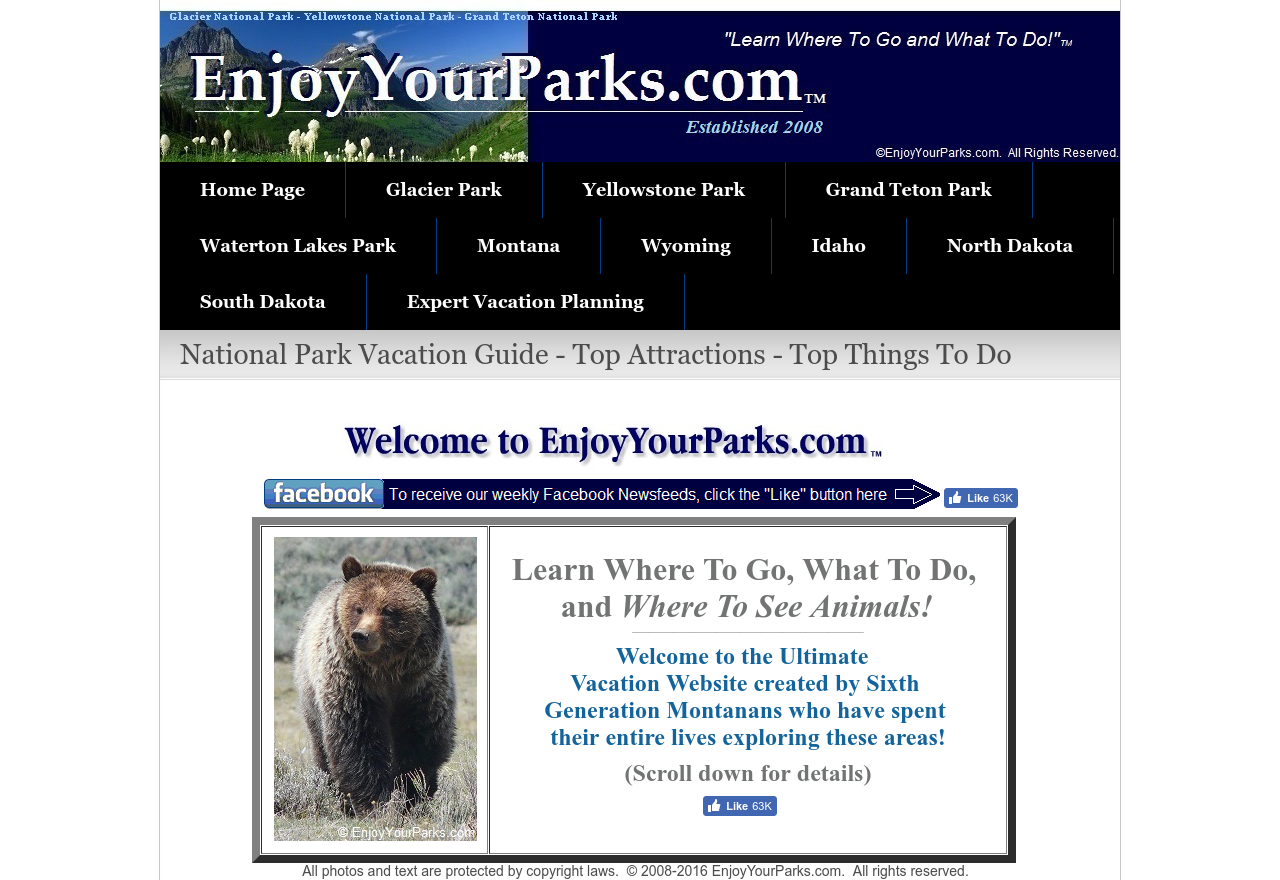 Glacier National Park - Yellowstone National Park - Grand Teton National Park
"Learn Where To Go and What To Do!"TM
EnjoyYourParks.com TM
Established 2008
©EnjoyYourParks.com. All Rights Reserved.
Home Page Glacier Park Yellowstone Park Grand Teton Park
Waterton Lakes Park Montana Wyoming Idaho North Dakota
South Dakota Expert Vacation Planning
National Park Vacation Guide - Top Attractions - Top Things To Do
Welcome to EnjoyYourParks.com TM
facebook To receive our weekly Facebook Newsfeeds, click the "Like" button here Like 63K
Learn Where To Go, What To Do,
and Where To See Animals!
Welcome to the Ultimate
Vacation Website created by Sixth
Generation Montanans who have spent
their entire lives exploring these areas!
(Scroll down for details)
Like 63K
© EnjoyYourParks.com
All photos and text are protected by copyright laws. © 2008-2016 EnjoyYourParks.com. All rights reserved.